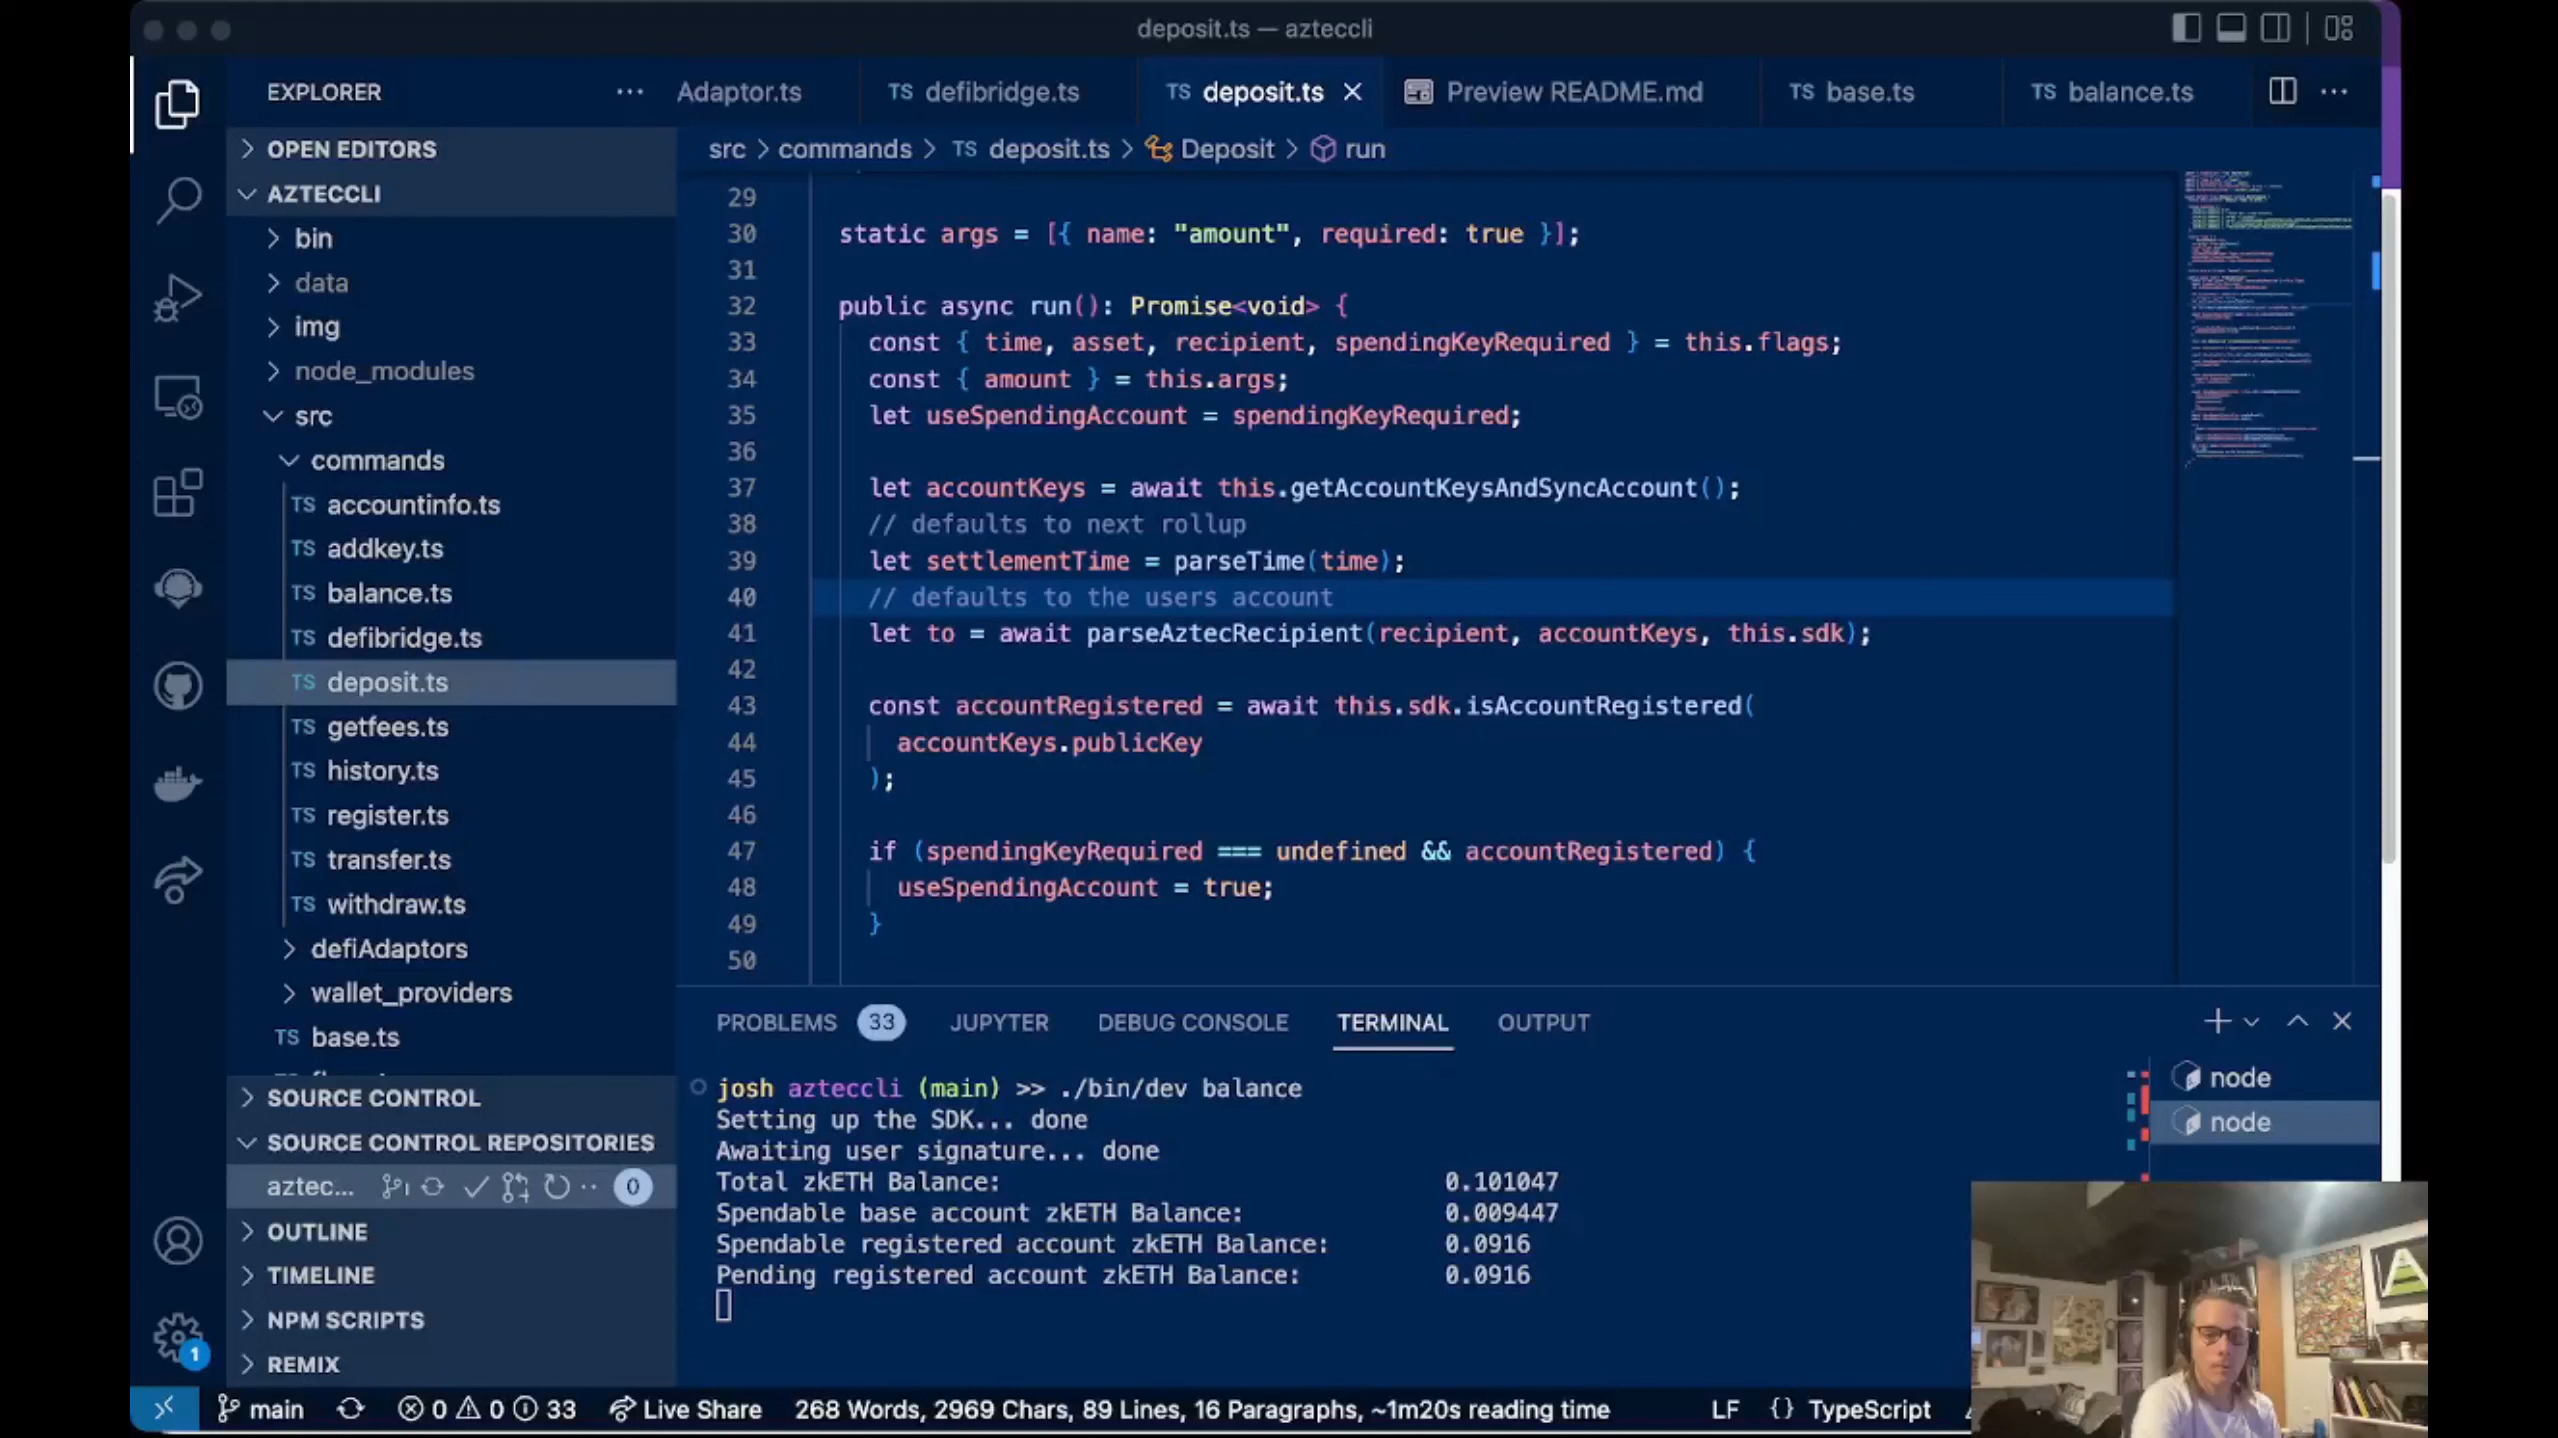 deposit.ts — azteccli
EXPLORER
Adaptor.ts
TS defibridge.ts
TS deposit.ts
Preview README.md
TS base.ts
TS balance.ts
src > commands > TS deposit.ts > Deposit > run
OPEN EDITORS
AZTECCLI
bin
data
img
node_modules
src
commands
TS accountinfo.ts
TS addkey.ts
TS balance.ts
TS defibridge.ts
TS deposit.ts
TS getfees.ts
TS history.ts
TS register.ts
TS transfer.ts
TS withdraw.ts
defiAdaptors
wallet_providers
TS base.ts
SOURCE CONTROL
SOURCE CONTROL REPOSITORIES
aztec... 0
OUTLINE
TIMELINE
NPM SCRIPTS
REMIX
1
29
30 static args = [{ name: "amount", required: true }];
31
32 public async run(): Promise<void> {
33 const { time, asset, recipient, spendingKeyRequired } = this.flags;
34 const { amount } = this.args;
35 let useSpendingAccount = spendingKeyRequired;
36
37 let accountKeys = await this.getAccountKeysAndSyncAccount();
38 // defaults to next rollup
39 let settlementTime = parseTime(time);
40 // defaults to the users account
41 let to = await parseAztecRecipient(recipient, accountKeys, this.sdk);
42
43 const accountRegistered = await this.sdk.isAccountRegistered(
44 accountKeys.publicKey
45 );
46
47 if (spendingKeyRequired === undefined && accountRegistered) {
48 useSpendingAccount = true;
49 }
50
PROBLEMS 33 JUPYTER DEBUG CONSOLE TERMINAL OUTPUT
josh azteccli (main) >> ./bin/dev balance
Setting up the SDK... done
Awaiting user signature... done
Total zkETH Balance: 0.101047
Spendable base account zkETH Balance: 0.009447
Spendable registered account zkETH Balance: 0.0916
Pending registered account zkETH Balance: 0.0916
node
node
main 0 0 33 Live Share 268 Words, 2969 Chars, 89 Lines, 16 Paragraphs, ~1m20s reading time LF {} TypeScript